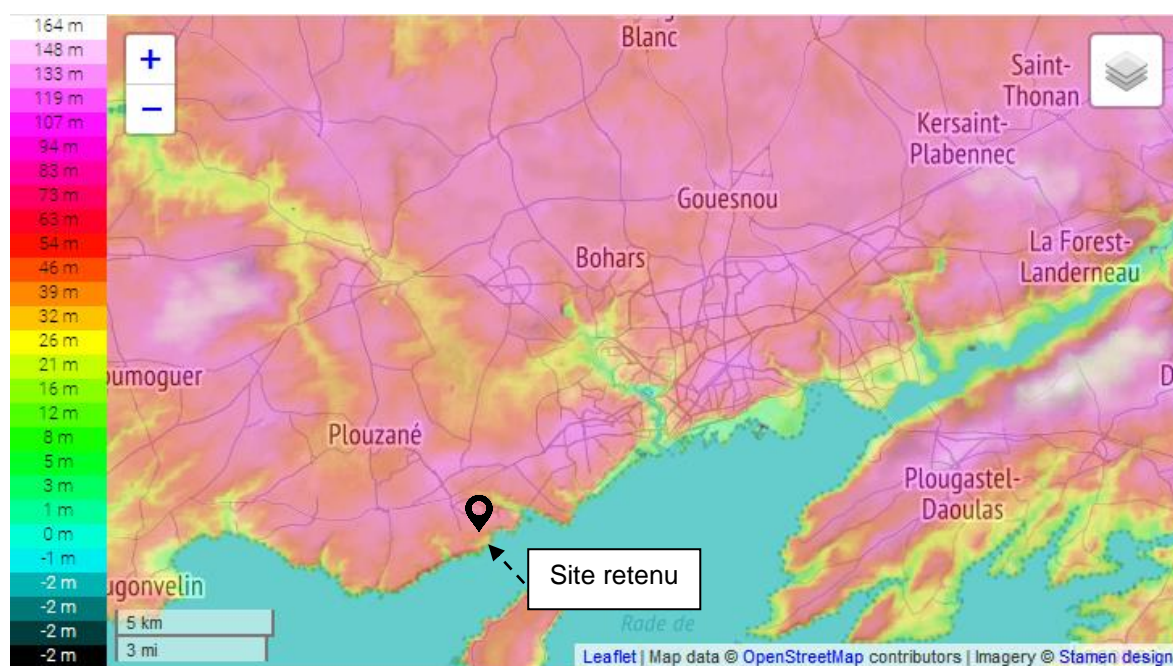 164 m
148 m
133 m
119 m
107 m
94 m
83 m
73 m
63 m
54 m
46 m
39 m
32 m
26 m
21 m
16 m
12 m
8 m
5 m
3 m
1 m
0 m
-1 m
-2 m
-2 m
-2 m
-2 m
+
−
Blanc
Saint-
Thonan
Kersaint-
Plabennec
Gouesnou
La Forest-
Landerneau
Bohars
oumoguer
D
Plouzané
Plougastel-
Daoulas
Site retenu
ugonvelin
Rade de
5 km
3 mi
Leaflet | Map data © OpenStreetMap contributors | Imagery © Stamen design